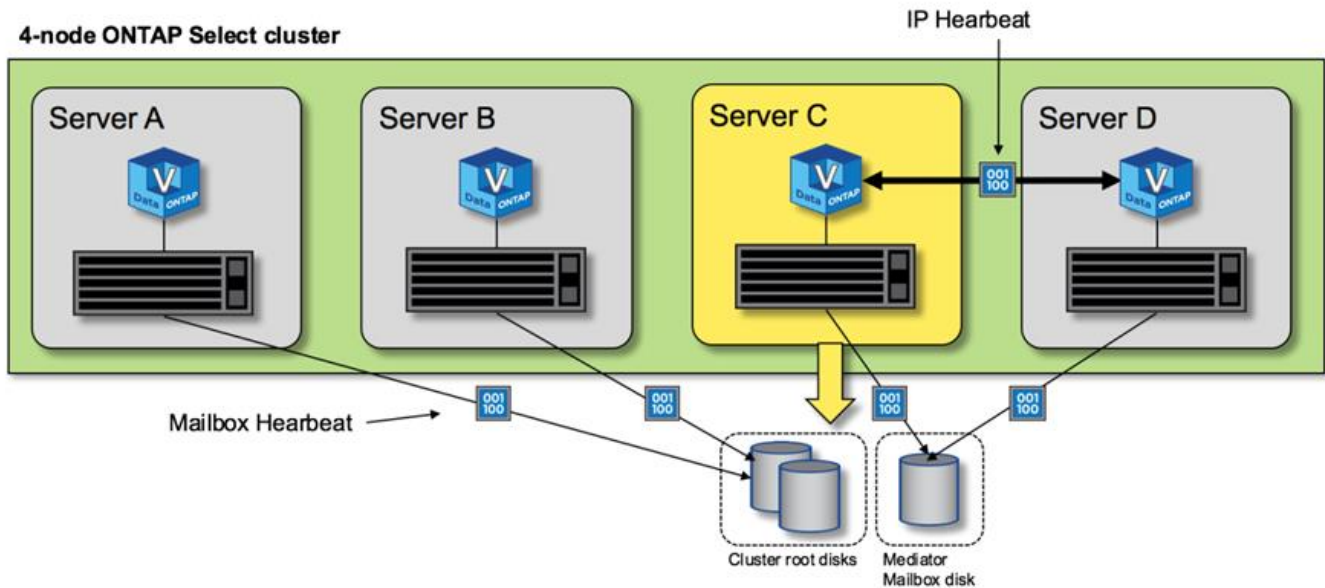 IP Hearbeat
4-node ONTAP Select cluster
Server A
Server B
Server C
Server D
V
Data ONTAP
V
Data ONTAP
V
Data ONTAP
V
Data ONTAP
001
100
001
100
001
100
001
100
001
100
Mailbox Hearbeat
Cluster root disks
Mediator
Mailbox disk